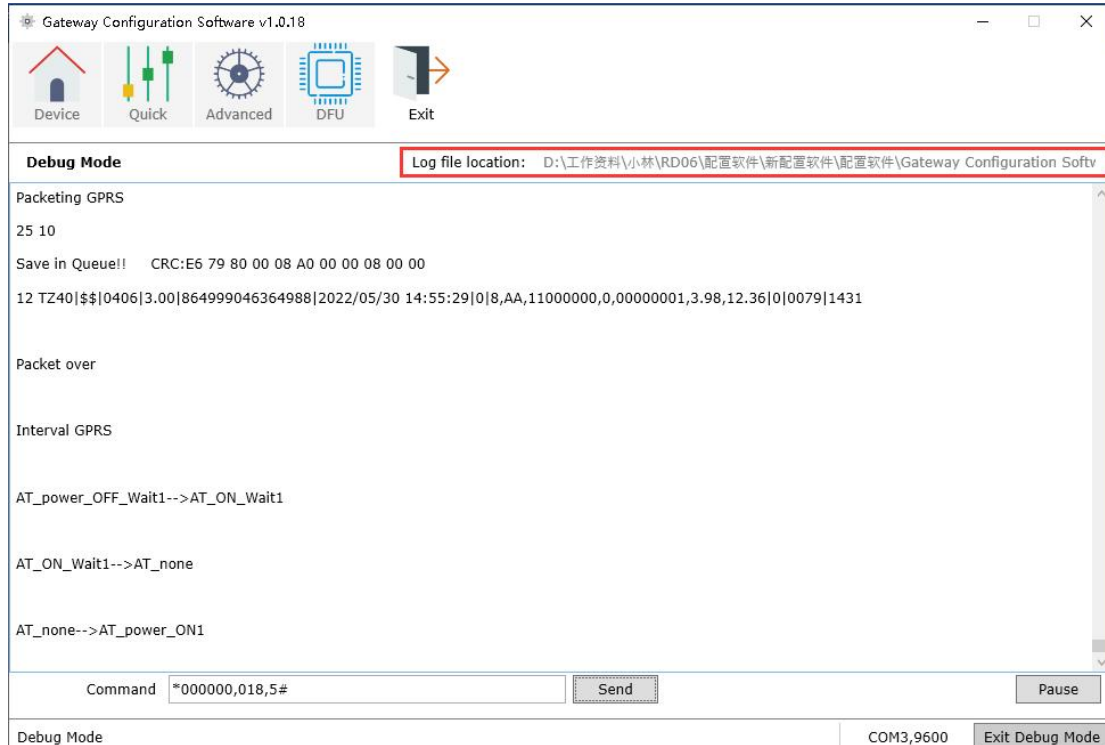 Gateway Configuration Software v1.0.18
Device Quick Advanced DFU Exit
Debug Mode Log file location: D:\工作资料\小林\RD06\配置软件\新配置软件\配置软件\Gateway Configuration Softv
Packeting GPRS
25 10
Save in Queue!! CRC:E6 79 80 00 08 A0 00 00 08 00 00
12 TZ40|$$|0406|3.00|864999046364988|2022/05/30 14:55:29|0|8,AA,11000000,0,00000001,3.98,12.36|0|0079|1431
Packet over
Interval GPRS
AT_power_OFF_Wait1-->AT_ON_Wait1
AT_ON_Wait1-->AT_none
AT_none-->AT_power_ON1
Command *000000,018,5# Send Pause
Debug Mode COM3,9600 Exit Debug Mode